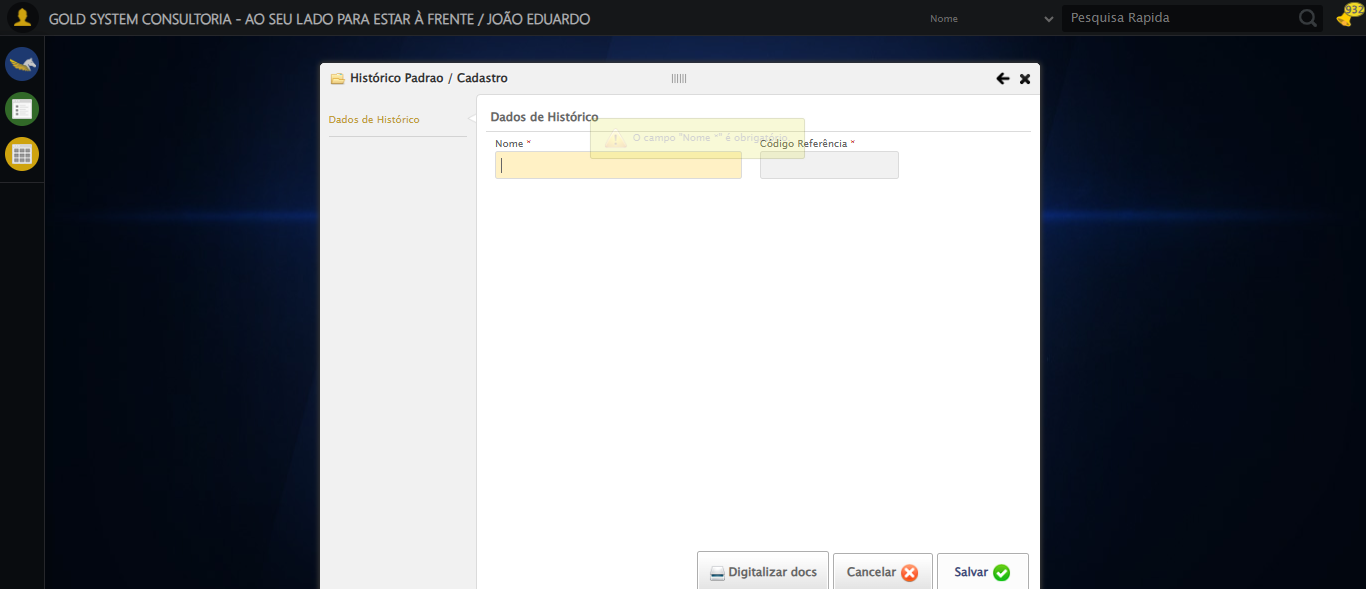 GOLD SYSTEM CONSULTORIA - AO SEU LADO PARA ESTAR À FRENTE / JOÃO EDUARDO
Nome
Pesquisa Rapida
932
Histórico Padrao / Cadastro
Dados de Histórico
Dados de Histórico
O campo "Nome *" é obrigatório
Nome *
Código Referência *
Digitalizar docs
Cancelar
Salvar